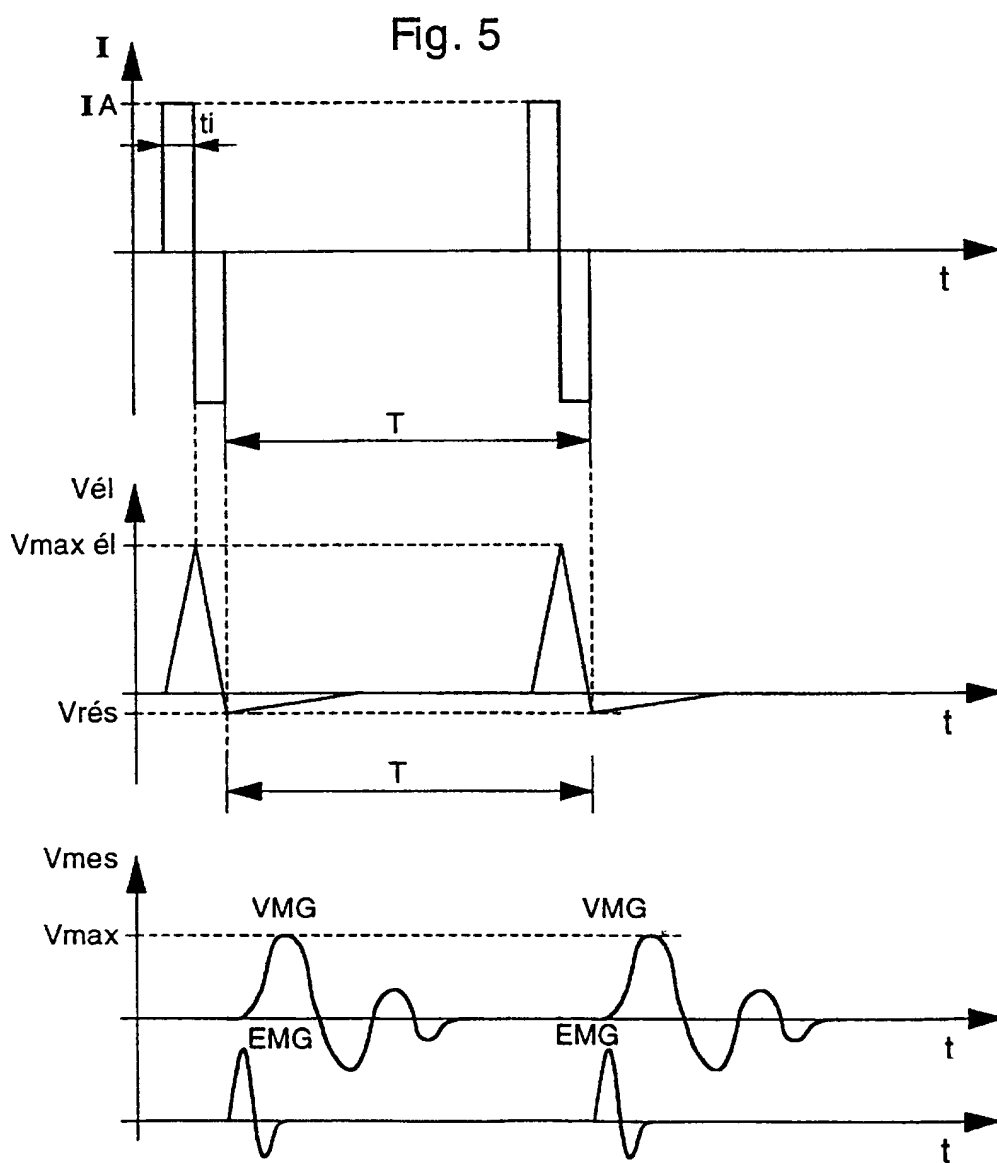 Fig. 5
I
IA
ti
t
T
Vél
Vmax él
Vrés
t
T
Vmes
VMG
VMG
Vmax
EMG
EMG
t
t